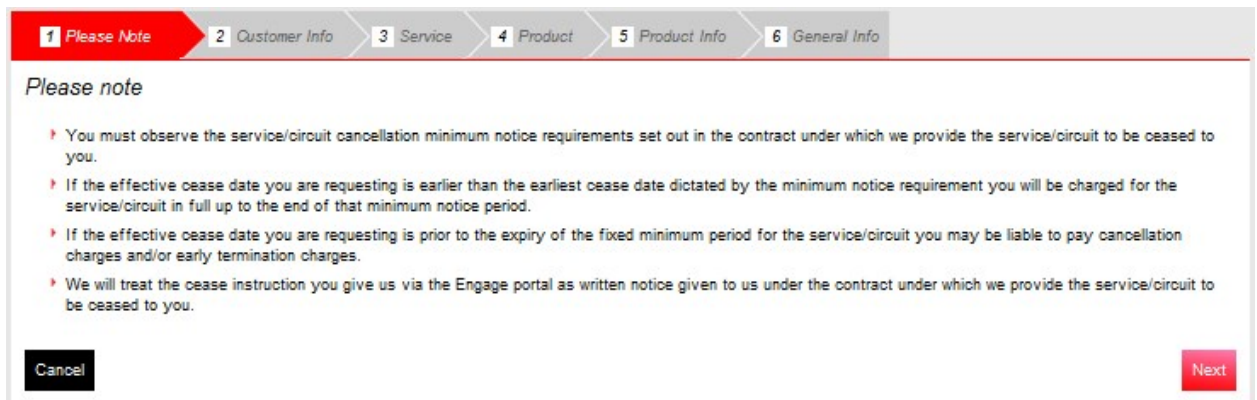 1 Please Note 2 Customer Info 3 Service 4 Product 5 Product Info 6 General Info
Please note
You must observe the service/circuit cancellation minimum notice requirements set out in the contract under which we provide the service/circuit to be ceased to
you.
If the effective cease date you are requesting is earlier than the earliest cease date dictated by the minimum notice requirement you will be charged for the
service/circuit in full up to the end of that minimum notice period.
If the effective cease date you are requesting is prior to the expiry of the fixed minimum period for the service/circuit you may be liable to pay cancellation
charges and/or early termination charges.
We will treat the cease instruction you give us via the Engage portal as written notice given to us under the contract under which we provide the service/circuit to
be ceased to you.
Cancel Next